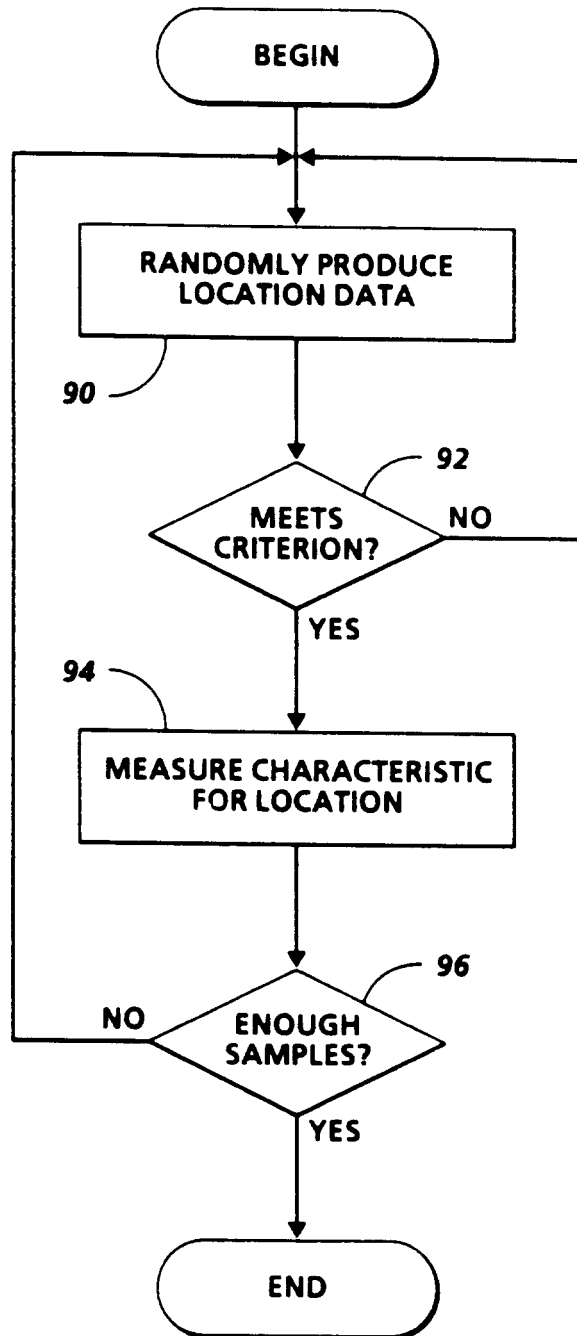 BEGIN
RANDOMLY PRODUCE
LOCATION DATA
90
92
MEETS
CRITERION?
NO
YES
94
MEASURE CHARACTERISTIC
FOR LOCATION
96
NO
ENOUGH
SAMPLES?
YES
END